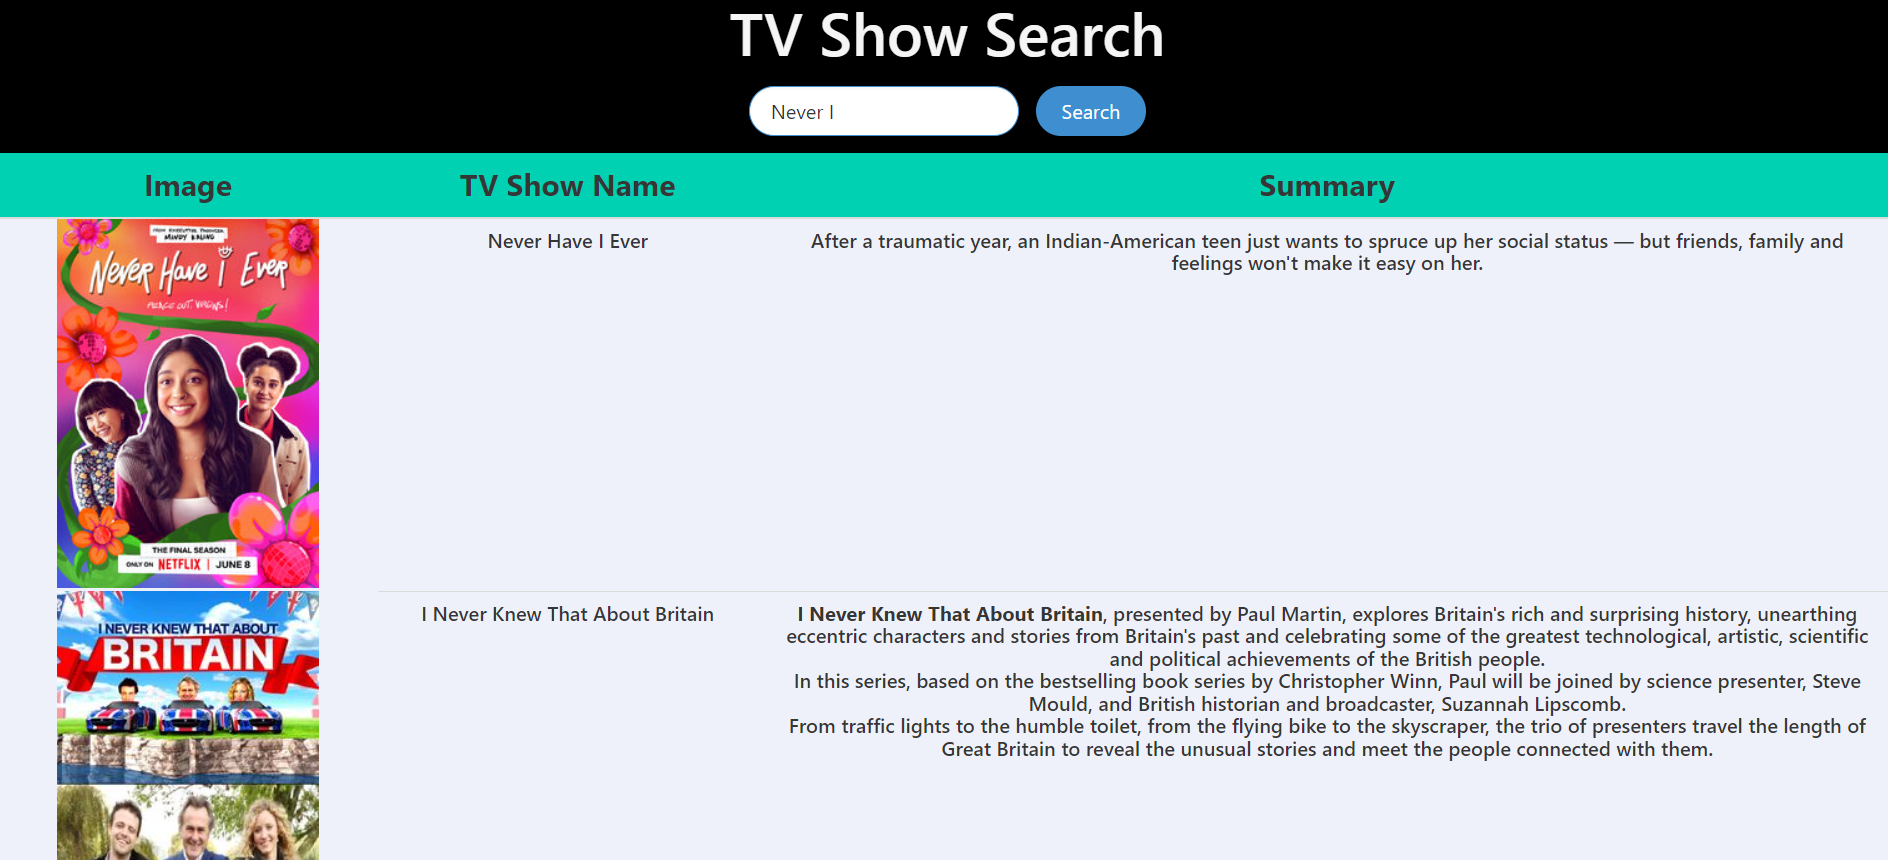 TV Show Search
Never I
Search
Image
TV Show Name
Summary
FROM EXECUTIVE PRODUCER
MINDY KALING
NEVER Have i Ever
PEACE OUT, VIRGINS!
THE FINAL SEASON
ONLY ON NETFLIX | JUNE 8
Never Have I Ever
After a traumatic year, an Indian-American teen just wants to spruce up her social status — but friends, family and
feelings won't make it easy on her.
I NEVER KNEW THAT ABOUT
BRITAIN
I Never Knew That About Britain
I Never Knew That About Britain, presented by Paul Martin, explores Britain's rich and surprising history, unearthing
eccentric characters and stories from Britain's past and celebrating some of the greatest technological, artistic, scientific
and political achievements of the British people.
In this series, based on the bestselling book series by Christopher Winn, Paul will be joined by science presenter, Steve
Mould, and British historian and broadcaster, Suzannah Lipscomb.
From traffic lights to the humble toilet, from the flying bike to the skyscraper, the trio of presenters travel the length of
Great Britain to reveal the unusual stories and meet the people connected with them.